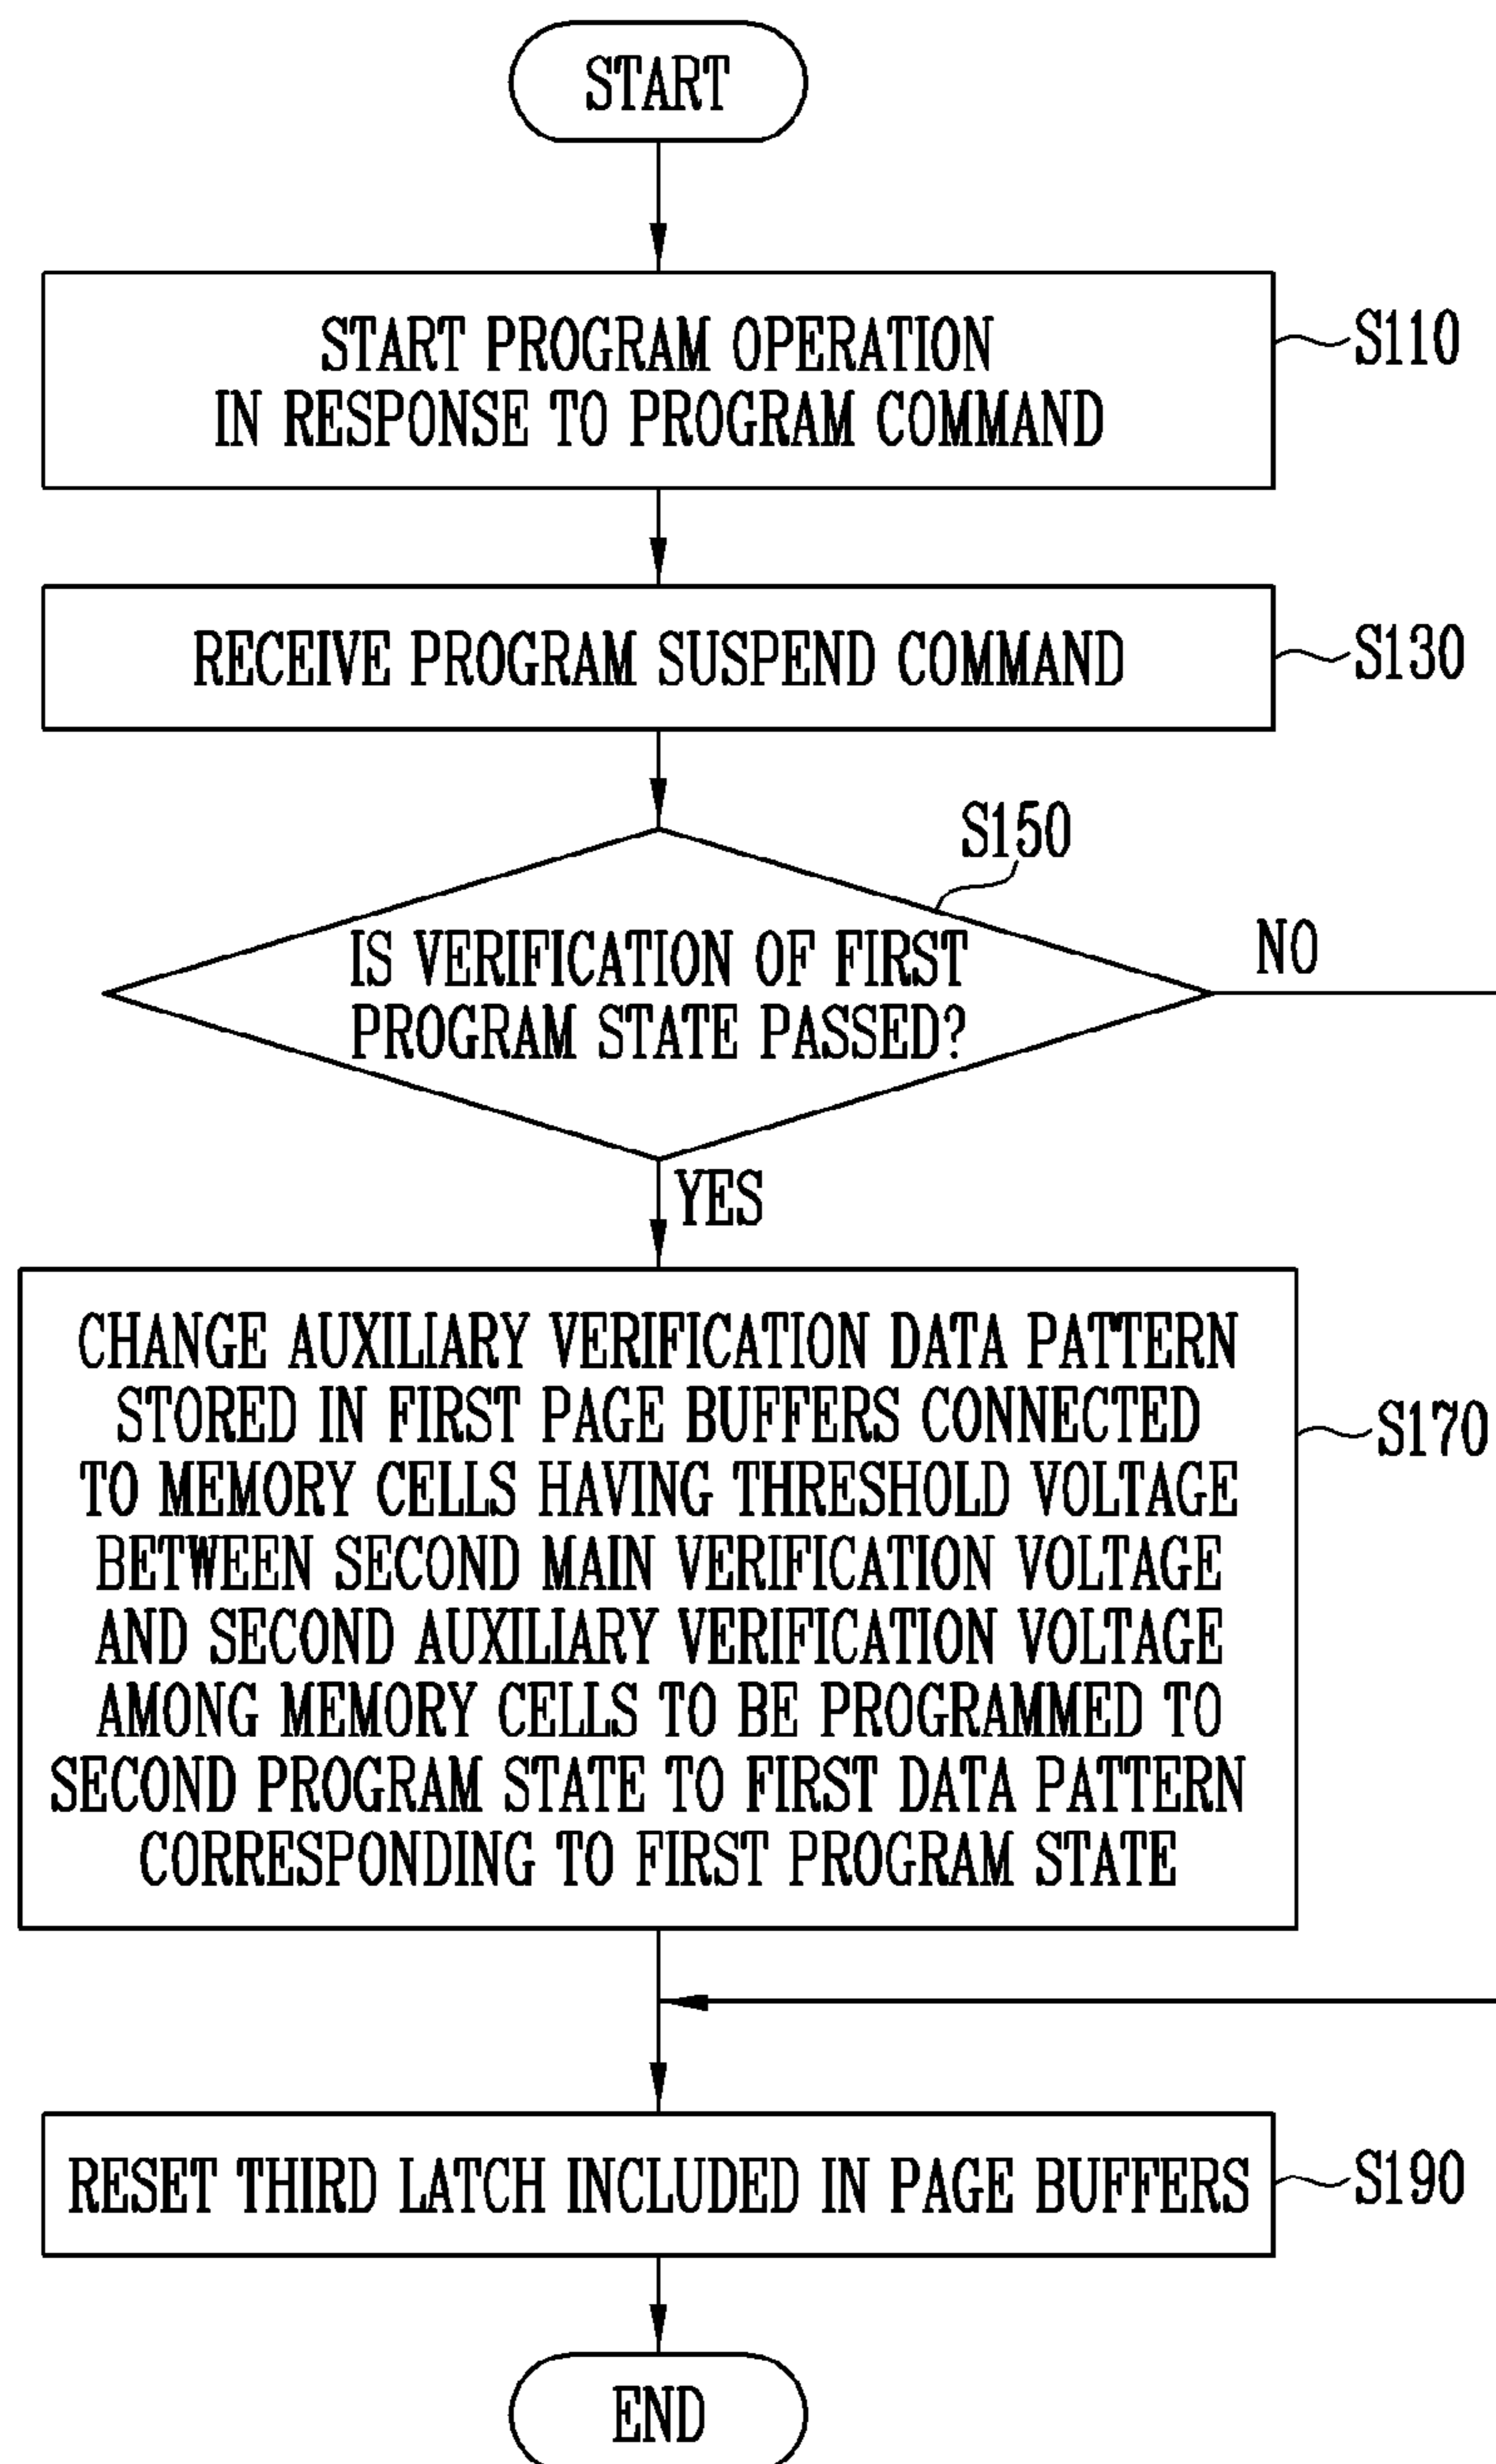 START
START PROGRAM OPERATION
IN RESPONSE TO PROGRAM COMMAND
S110
RECEIVE PROGRAM SUSPEND COMMAND
S130
S150
IS VERIFICATION OF FIRST
PROGRAM STATE PASSED?
NO
YES
CHANGE AUXILIARY VERIFICATION DATA PATTERN
STORED IN FIRST PAGE BUFFERS CONNECTED
TO MEMORY CELLS HAVING THRESHOLD VOLTAGE
BETWEEN SECOND MAIN VERIFICATION VOLTAGE
AND SECOND AUXILIARY VERIFICATION VOLTAGE
AMONG MEMORY CELLS TO BE PROGRAMMED TO
SECOND PROGRAM STATE TO FIRST DATA PATTERN
CORRESPONDING TO FIRST PROGRAM STATE
S170
RESET THIRD LATCH INCLUDED IN PAGE BUFFERS
S190
END